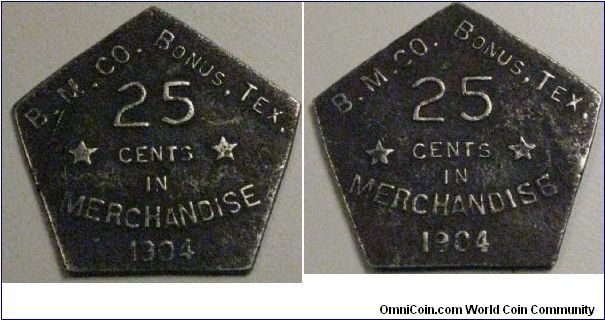 B. M. CO. BONUS, TEX.
25
CENTS
IN
MERCHANDISE
1904
B. M. CO. BONUS, TEX.
25
CENTS
IN
MERCHANDISE
1904
OmniCoin.com World Coin Community